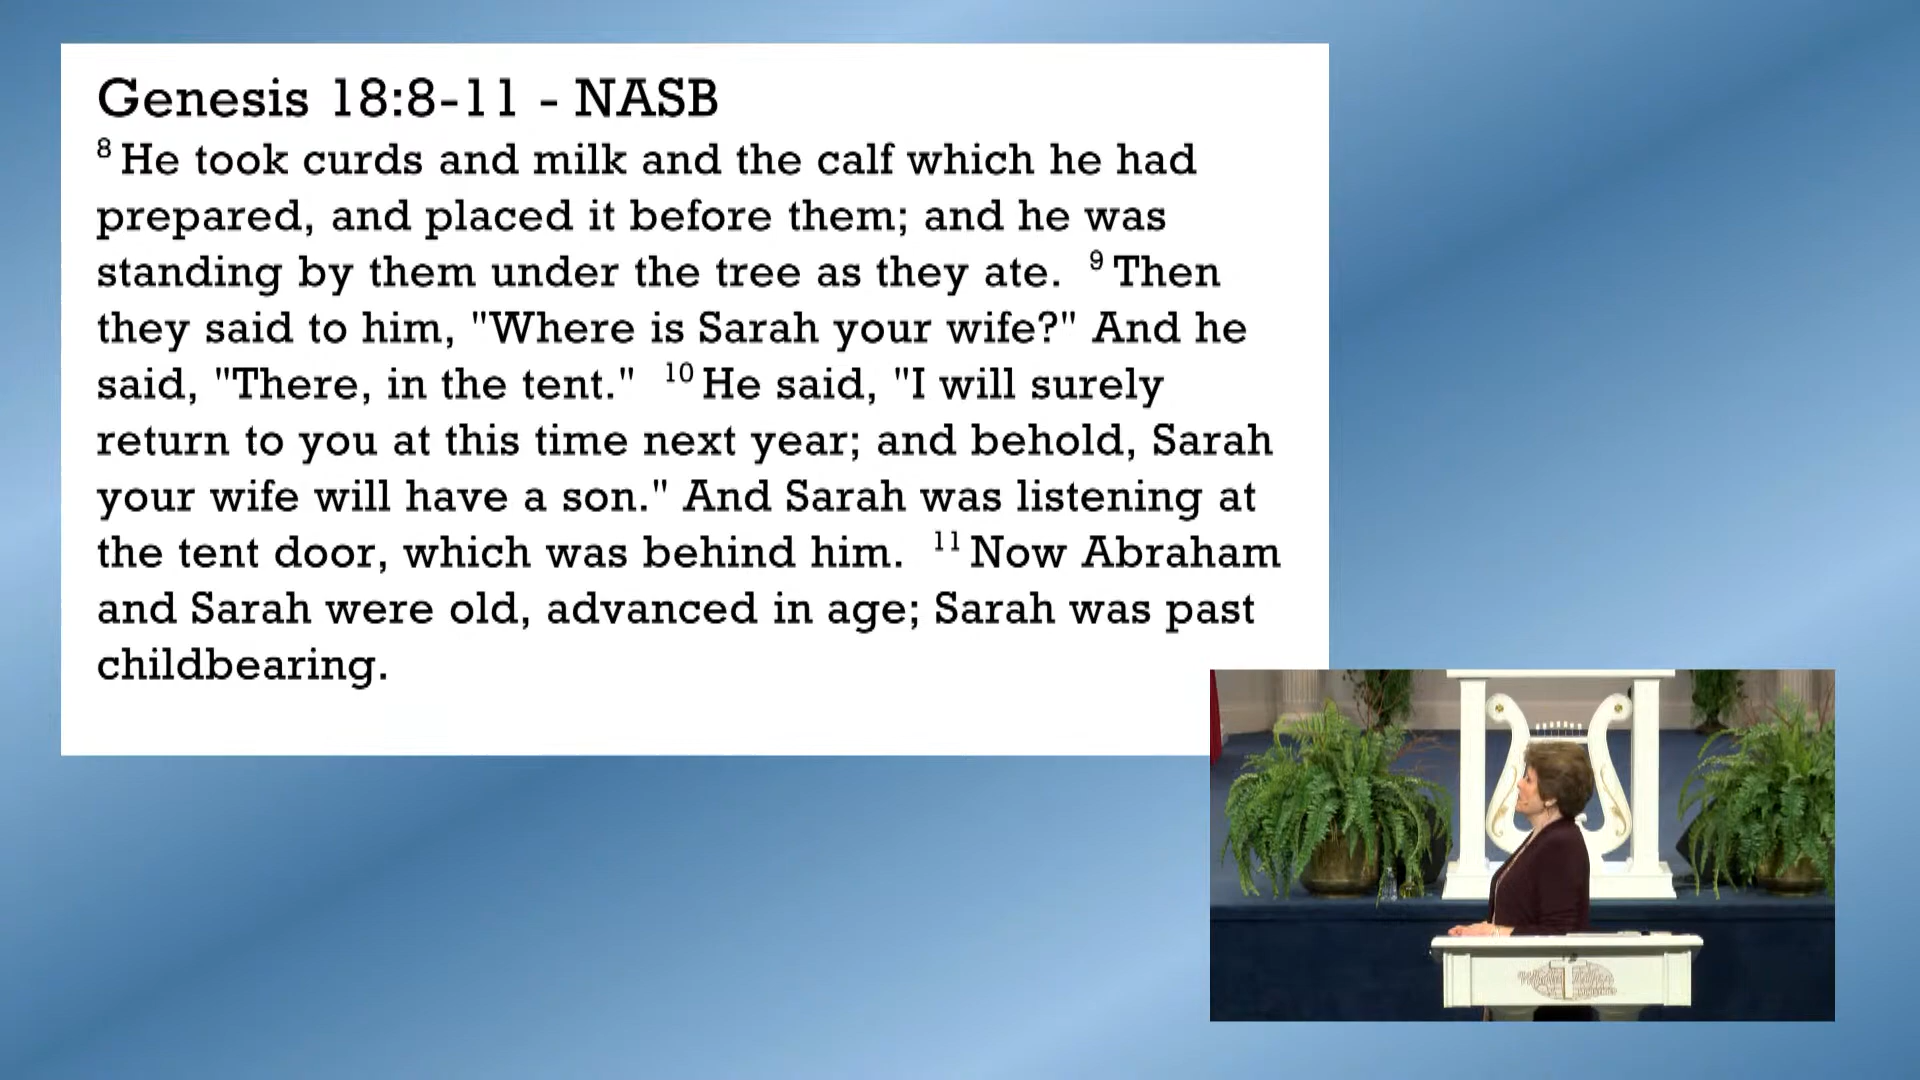 Genesis 18:8-11 - NASB
8 He took curds and milk and the calf which he had
prepared, and placed it before them; and he was
standing by them under the tree as they ate. 9 Then
they said to him, "Where is Sarah your wife?" And he
said, "There, in the tent." 10 He said, "I will surely
return to you at this time next year; and behold, Sarah
your wife will have a son." And Sarah was listening at
the tent door, which was behind him. 11 Now Abraham
and Sarah were old, advanced in age; Sarah was past
childbearing.